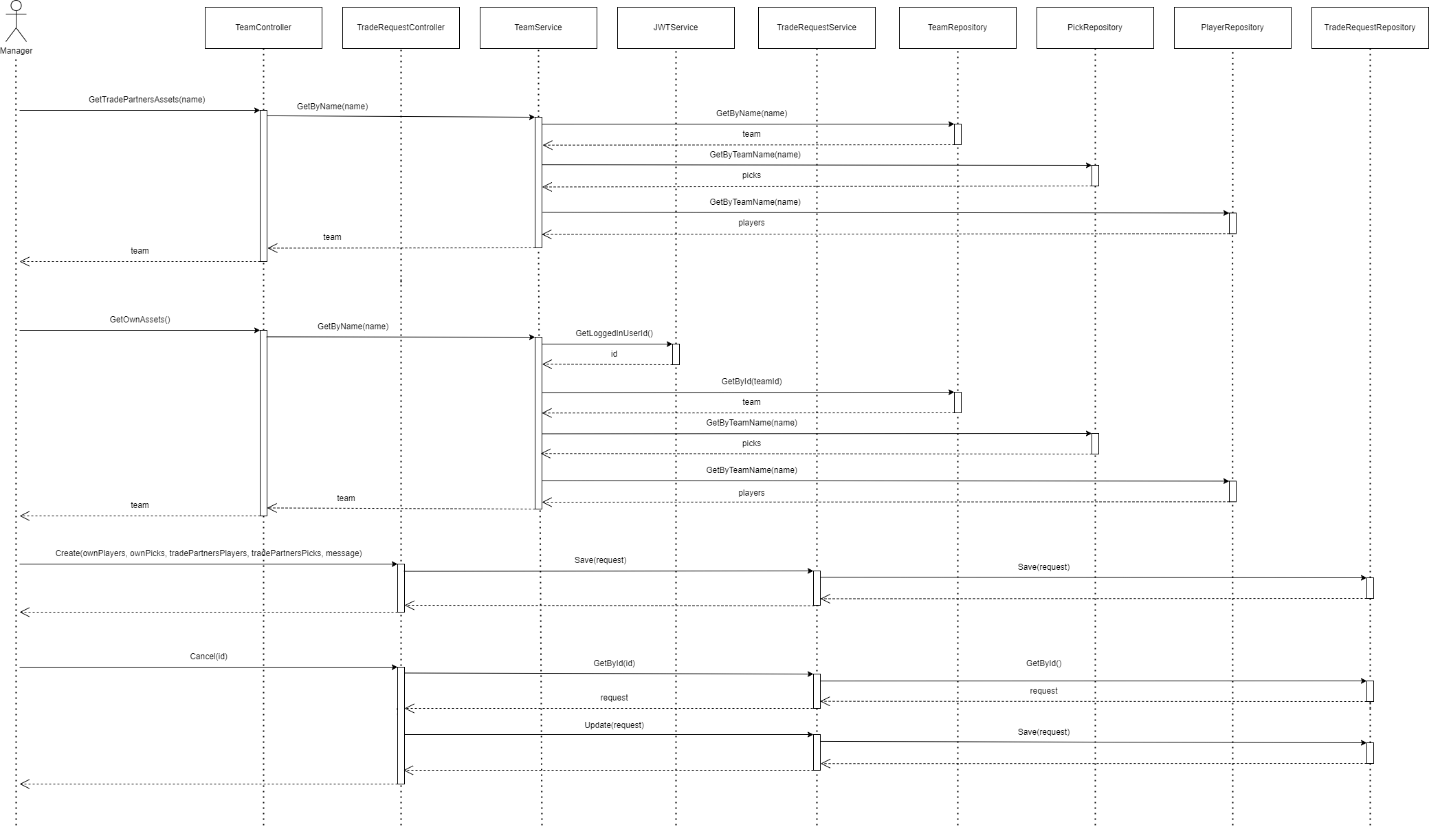 Manager
TeamController
TradeRequestController
TeamService
JWTService
TradeRequestService
TeamRepository
PickRepository
PlayerRepository
TradeRequestRepository
GetTradePartnersAssets(name)
GetByName(name)
GetByName(name)
team
GetByTeamName(name)
picks
GetByTeamName(name)
players
team
team
GetOwnAssets()
GetByName(name)
GetLoggedInUserId()
id
GetById(teamId)
team
GetByTeamName(name)
picks
GetByTeamName(name)
players
team
team
Create(ownPlayers, ownPicks, tradePartnersPlayers, tradePartnersPicks, message)
Save(request)
Save(request)
Cancel(id)
GetById(id)
GetById()
request
request
Update(request)
Save(request)